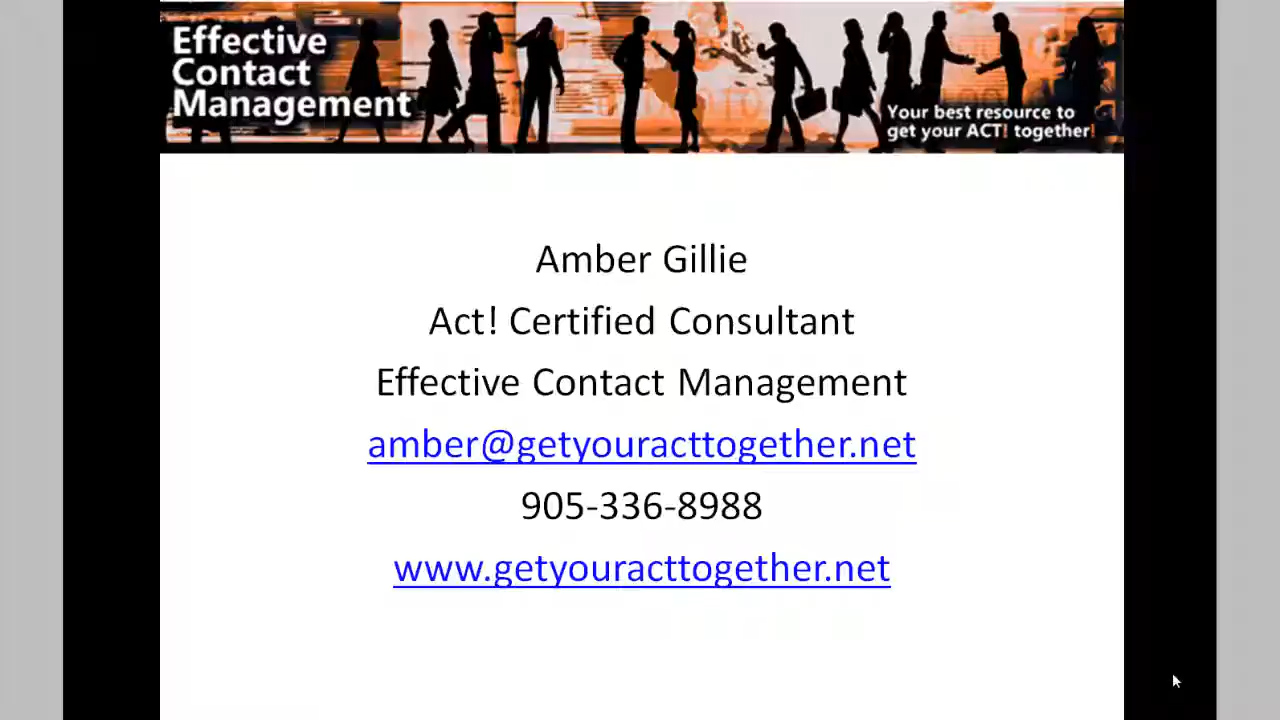 Effective
Contact
Management
Your best resource to
get your ACT! together!
Amber Gillie
Act! Certified Consultant
Effective Contact Management
amber@getyouracttogether.net
905-336-8988
www.getyouracttogether.net